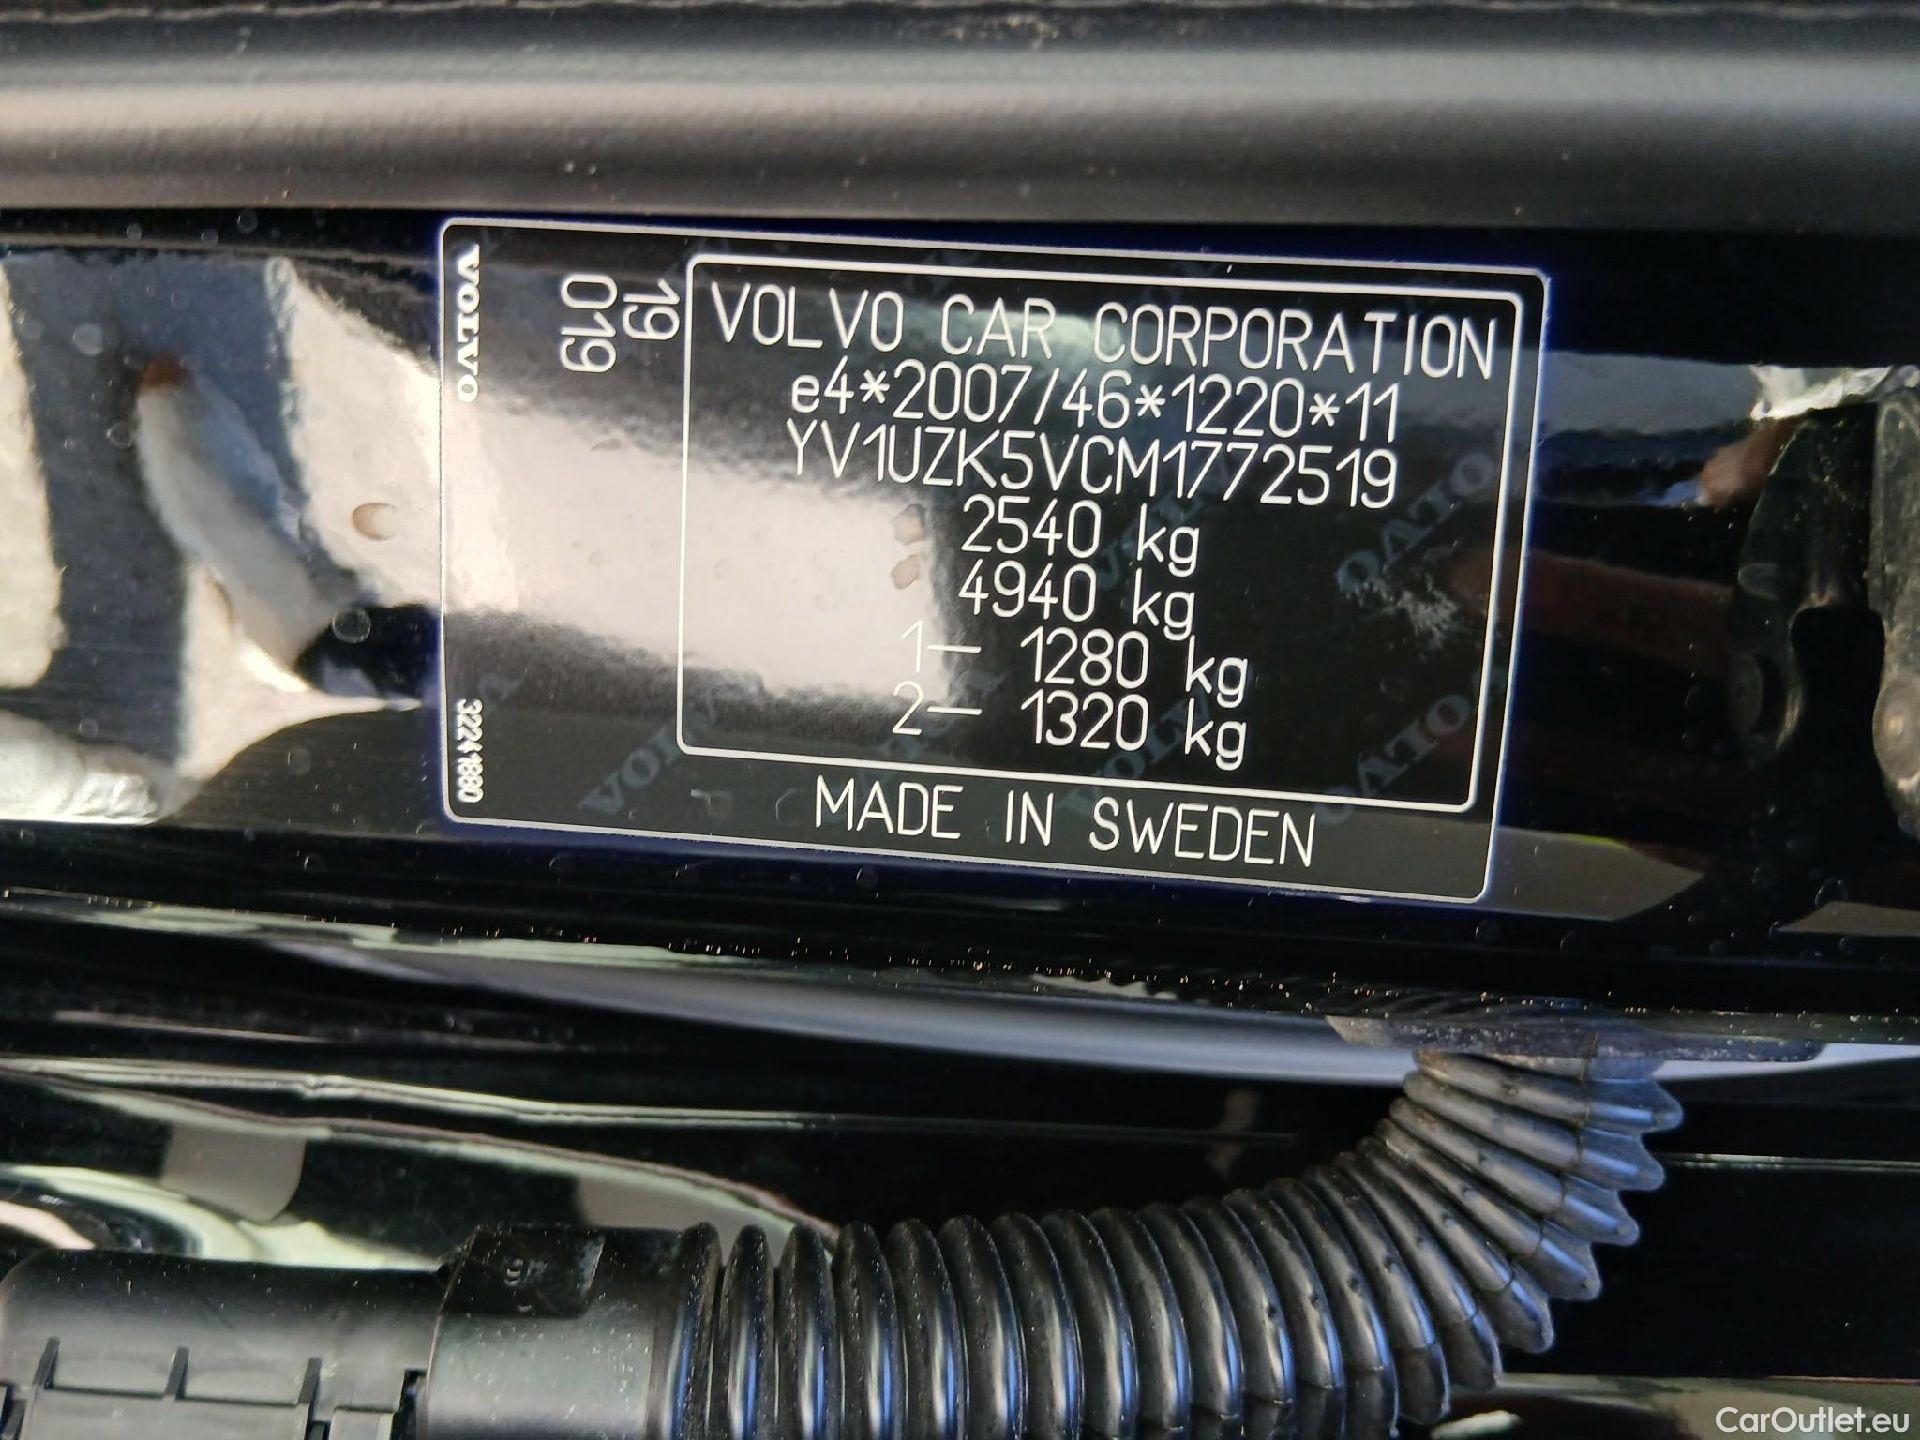 VOLVO
019
19
VOLVO CAR CORPORATION
e4*2007/46*1220*11
YV1UZK5VCM1772519
2540 kg
4940 kg
1— 1280 kg
2— 1320 kg
MADE IN SWEDEN
32241880
CarOutlet.eu